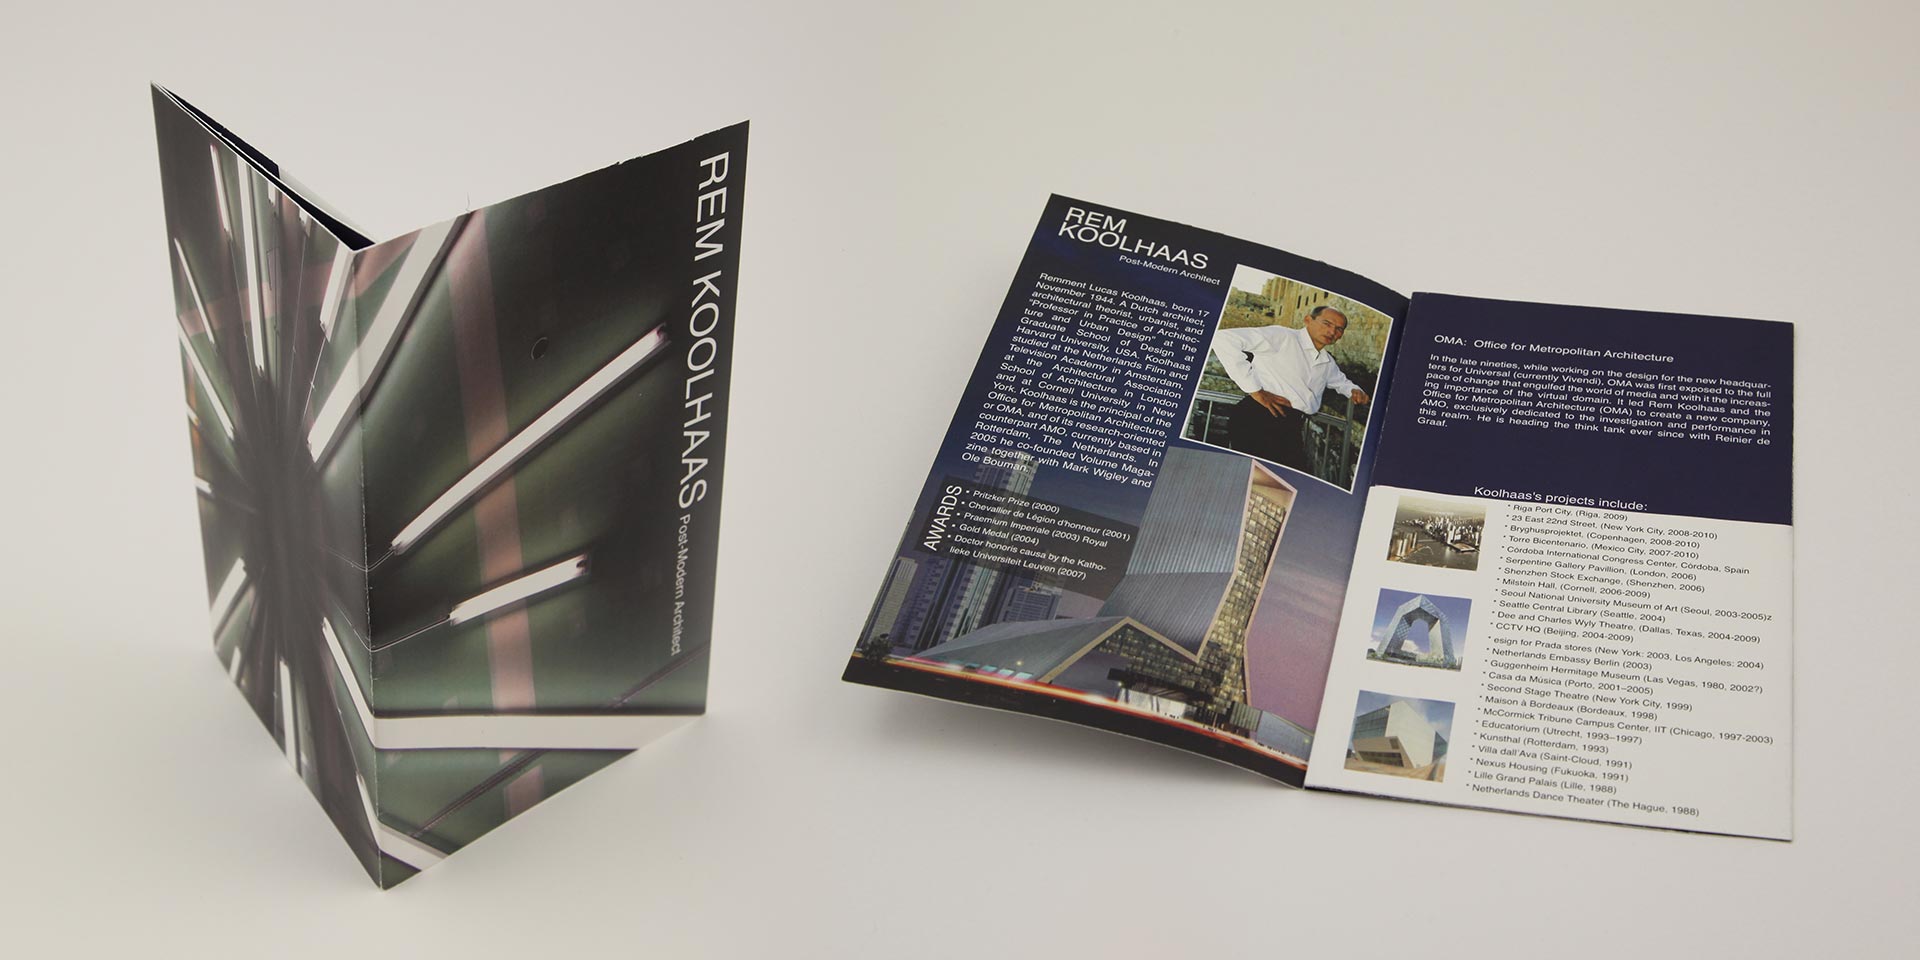 REM KOOLHAAS Post-Modern Architect
REM
KOOLHAAS
Post-Modern Architect
Remment Lucas Koolhaas, born 17
November 1944. A Dutch architect,
architectural theorist, urbanist, and
"Professor in Practice of Architec-
ture and Urban Design" at the
Graduate School of Design at
Harvard University, USA. Koolhaas
studied at the Netherlands Film and
Television Academy in Amsterdam,
at the Architectural Association
School of Architecture in London
and at Cornell University in New
York. Koolhaas is the principal of the
Office for Metropolitan Architecture,
or OMA, and of its research-oriented
counterpart AMO, currently based in
Rotterdam, The Netherlands. In
2005 he co-founded Volume Maga-
zine together with Mark Wigley and
Ole Bouman.
AWARDS
• Pritzker Prize (2000)
• Chevallier de Légion d'honneur (2001)
• Praemium Imperiale (2003) Royal
Gold Medal (2004)
• Doctor honoris causa by the Katho-
lieke Universiteit Leuven (2007)
OMA: Office for Metropolitan Architecture
In the late nineties, while working on the design for the new headquar-
ters for Universal (currently Vivendi), OMA was first exposed to the full
pace of change that engulfed the world of media and with it the increas-
ing importance of the virtual domain. It led Rem Koolhaas and the
Office for Metropolitan Architecture (OMA) to create a new company,
AMO, exclusively dedicated to the investigation and performance in
this realm. He is heading the think tank ever since with Reinier de
Graaf.
Koolhaas's projects include:
* Riga Port City, (Riga, 2009)
* 23 East 22nd Street, (New York City, 2008-2010)
* Bryghusprojektet, (Copenhagen, 2008-2010)
* Torre Bicentenario, (Mexico City, 2007-2010)
* Córdoba International Congress Center, Córdoba, Spain
* Serpentine Gallery Pavillion, (London, 2006)
* Shenzhen Stock Exchange, (Shenzhen, 2006)
* Milstein Hall, (Cornell, 2006-2009)
* Seoul National University Museum of Art (Seoul, 2003-2005)z
* Seattle Central Library (Seattle, 2004)
* Dee and Charles Wyly Theatre, (Dallas, Texas, 2004-2009)
* CCTV HQ (Beijing, 2004-2009)
* esign for Prada stores (New York: 2003, Los Angeles: 2004)
* Netherlands Embassy Berlin (2003)
* Guggenheim Hermitage Museum (Las Vegas, 1980, 2002?)
* Casa da Música (Porto, 2001–2005)
* Second Stage Theatre (New York City, 1999)
* Maison à Bordeaux (Bordeaux, 1998)
* McCormick Tribune Campus Center, IIT (Chicago, 1997-2003)
* Educatorium (Utrecht, 1993–1997)
* Kunsthal (Rotterdam, 1993)
* Villa dall'Ava (Saint-Cloud, 1991)
* Nexus Housing (Fukuoka, 1991)
* Lille Grand Palais (Lille, 1988)
* Netherlands Dance Theater (The Hague, 1988)